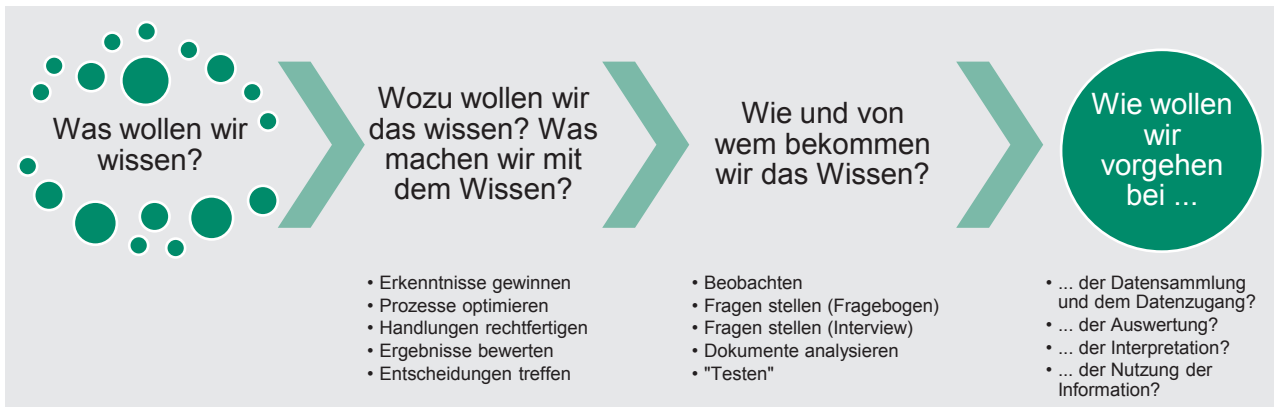 Was wollen wir
wissen?
Wozu wollen wir
das wissen? Was
machen wir mit
dem Wissen?
• Erkenntnisse gewinnen
• Prozesse optimieren
• Handlungen rechtfertigen
• Ergebnisse bewerten
• Entscheidungen treffen
Wie und von
wem bekommen
wir das Wissen?
• Beobachten
• Fragen stellen (Fragebogen)
• Fragen stellen (Interview)
• Dokumente analysieren
• "Testen"
Wie wollen
wir
vorgehen
bei ...
• ... der Datensammlung
und dem Datenzugang?
• ... der Auswertung?
• ... der Interpretation?
• ... der Nutzung der
Information?